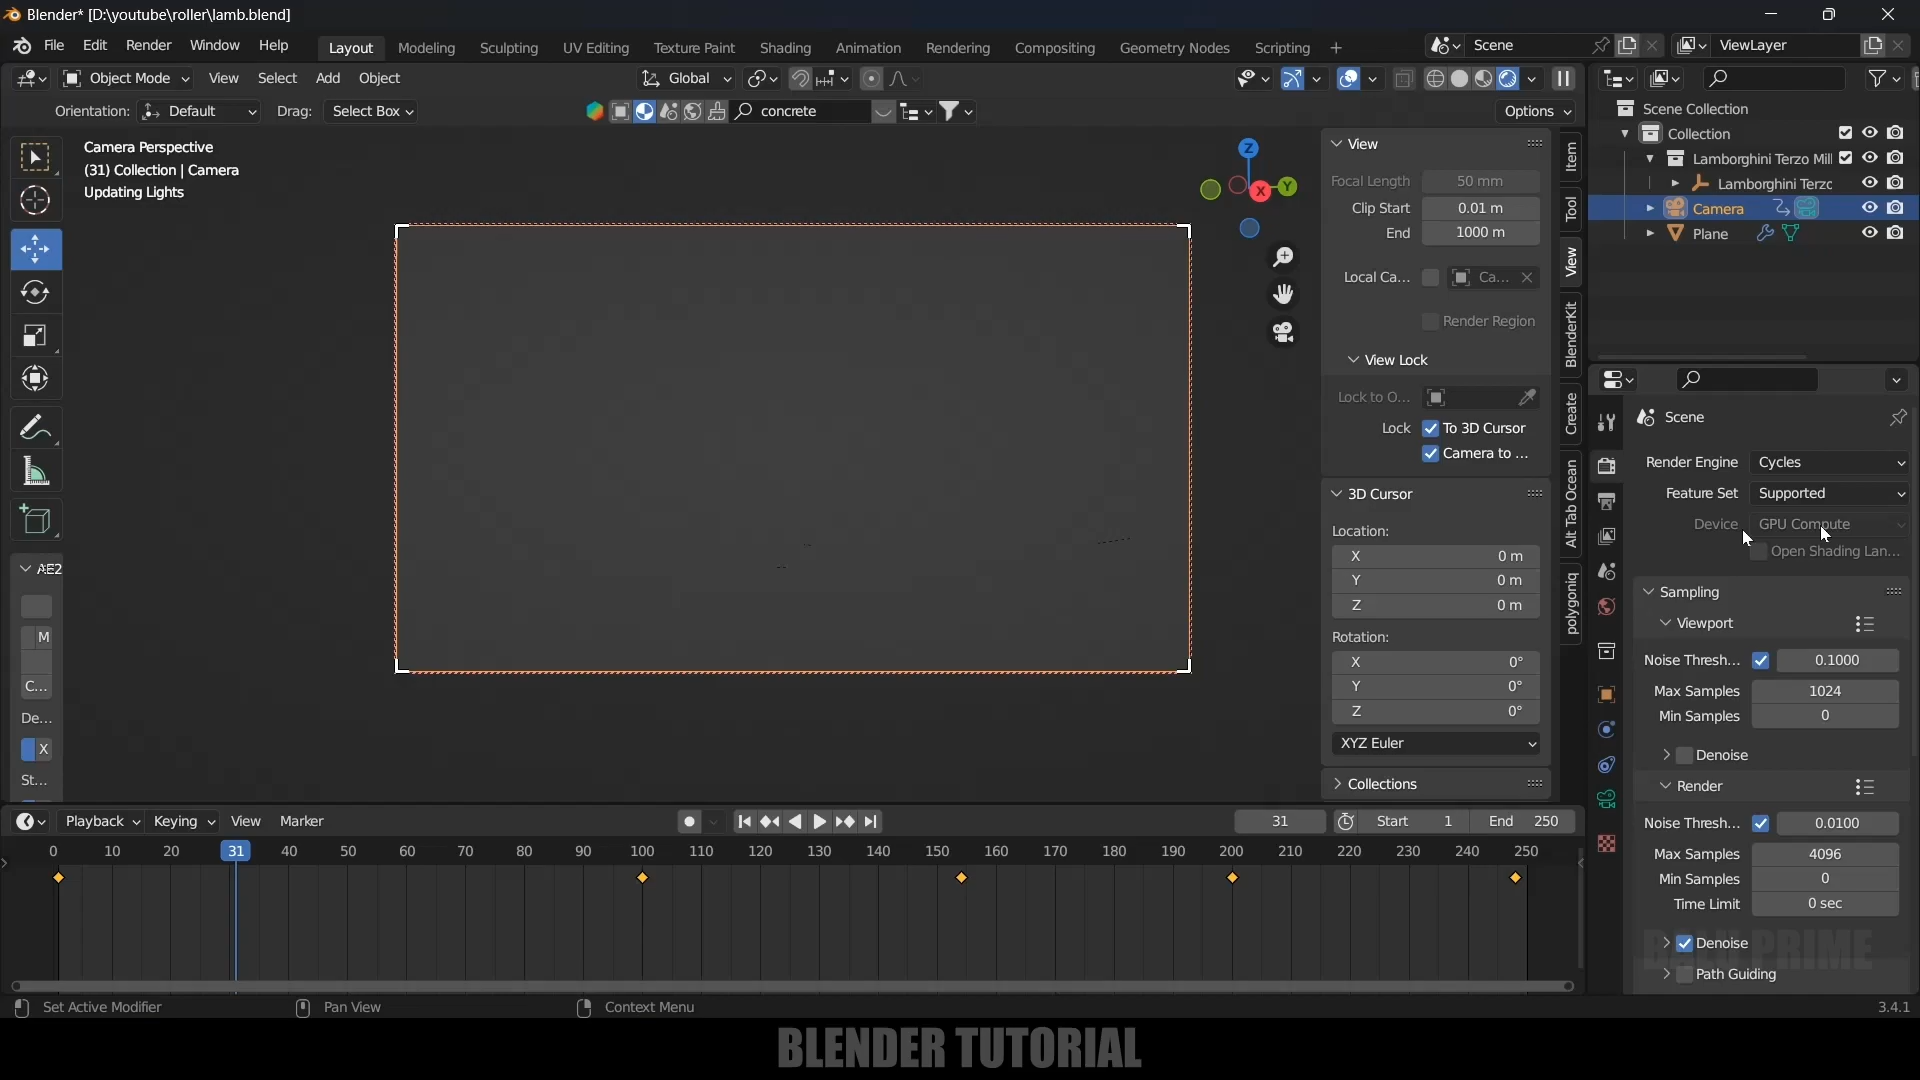 Blender* [D:\youtube\roller\lamb.blend]
File Edit Render Window Help Layout Modeling Sculpting UV Editing Texture Paint Shading Animation Rendering Compositing Geometry Nodes Scripting + Scene ViewLayer
Object Mode View Select Add Object Global
Orientation: Default Drag: Select Box concrete Options
Camera Perspective
(31) Collection | Camera
Updating Lights
Z
Y
X
AE2
M
C...
De...
X
St...
View
Focal Length 50 mm
Clip Start 0.01 m
End 1000 m
Local Ca... Ca...
Render Region
View Lock
Lock to O...
Lock To 3D Cursor
Camera to ...
3D Cursor
Location:
X 0 m
Y 0 m
Z 0 m
Rotation:
X 0°
Y 0°
Z 0°
XYZ Euler
Collections
Item
Tool
View
BlenderKit
Create
Alt Tab Ocean
polygoniq
Scene Collection
Collection
Lamborghini Terzo Mill
Lamborghini Terzo
Camera
Plane
Scene
Render Engine Cycles
Feature Set Supported
Device GPU Compute
Open Shading Lan...
Sampling
Viewport
Noise Thresh... 0.1000
Max Samples 1024
Min Samples 0
Denoise
Render
Noise Thresh... 0.0100
Max Samples 4096
Min Samples 0
Time Limit 0 sec
BALU PRIME
Denoise
Path Guiding
Playback Keying View Marker 31 Start 1 End 250
0 10 20 31 40 50 60 70 80 90 100 110 120 130 140 150 160 170 180 190 200 210 220 230 240 250
Set Active Modifier Pan View Context Menu 3.4.1
BLENDER TUTORIAL